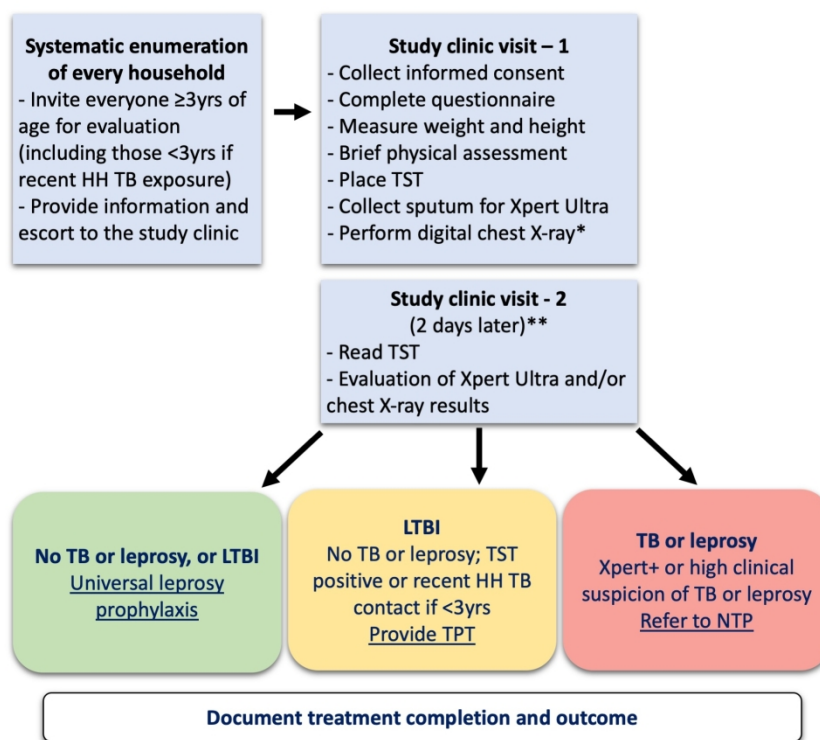 Systematic enumeration
of every household
- Invite everyone ≥3yrs of
age for evaluation
(including those <3yrs if
recent HH TB exposure)
- Provide information and
escort to the study clinic
Study clinic visit – 1
- Collect informed consent
- Complete questionnaire
- Measure weight and height
- Brief physical assessment
- Place TST
- Collect sputum for Xpert Ultra
- Perform digital chest X-ray*
Study clinic visit - 2
(2 days later)**
- Read TST
- Evaluation of Xpert Ultra and/or
chest X-ray results
No TB or leprosy, or LTBI
Universal leprosy
prophylaxis
LTBI
No TB or leprosy; TST
positive or recent HH TB
contact if <3yrs
Provide TPT
TB or leprosy
Xpert+ or high clinical
suspicion of TB or leprosy
Refer to NTP
Document treatment completion and outcome